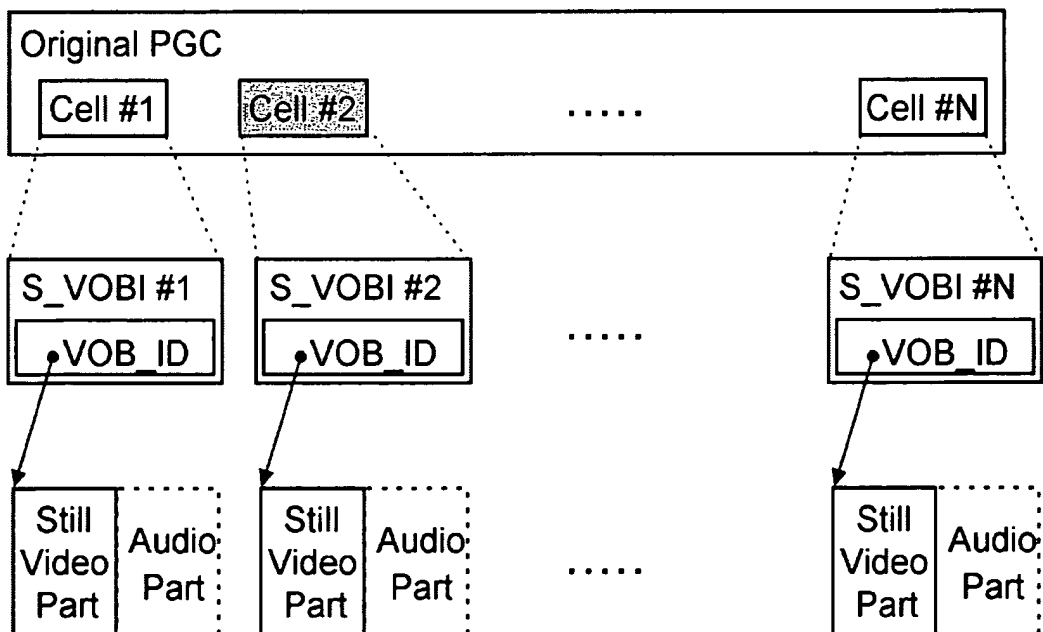 Original PGC
Cell #1 Cell #2 ..... Cell #N
S_VOBI #1 S_VOBI #2 S_VOBI #N
.....
VOB_ID VOB_ID VOB_ID
Still Video Part Audio Part Still Video Part Audio Part ..... Still Video Part Audio Part